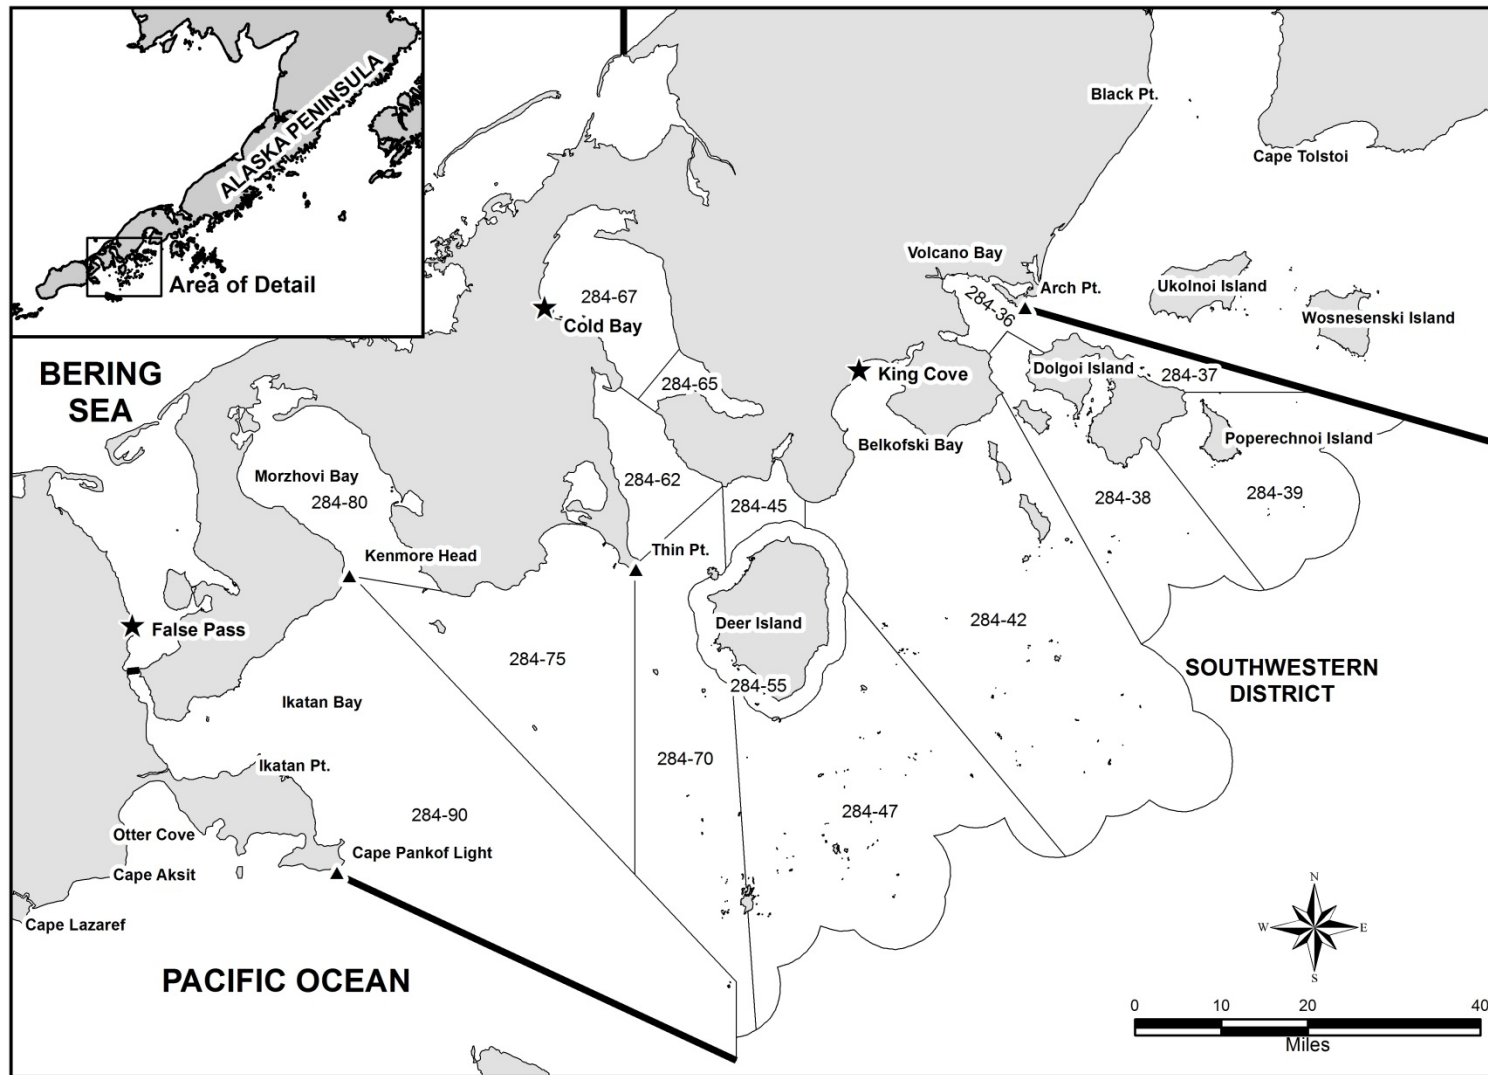 ALASKA PENINSULA
Area of Detail
BERING
SEA
Black Pt.
Cape Tolstoi
Volcano Bay
Arch Pt.
Ukolnoi Island
Wosnesenski Island
284-36
284-67
Cold Bay
King Cove
284-65
Dolgoi Island
284-37
Belkofski Bay
Poperechnoi Island
Morzhovi Bay
284-80
284-62
284-45
284-38
284-39
Kenmore Head
Thin Pt.
False Pass
Deer Island
284-42
284-75
284-55
SOUTHWESTERN
DISTRICT
Ikatan Bay
Ikatan Pt.
284-70
284-90
284-47
Otter Cove
Cape Pankof Light
Cape Aksit
Cape Lazaref
PACIFIC OCEAN
N
W
E
S
0 10 20 40
Miles